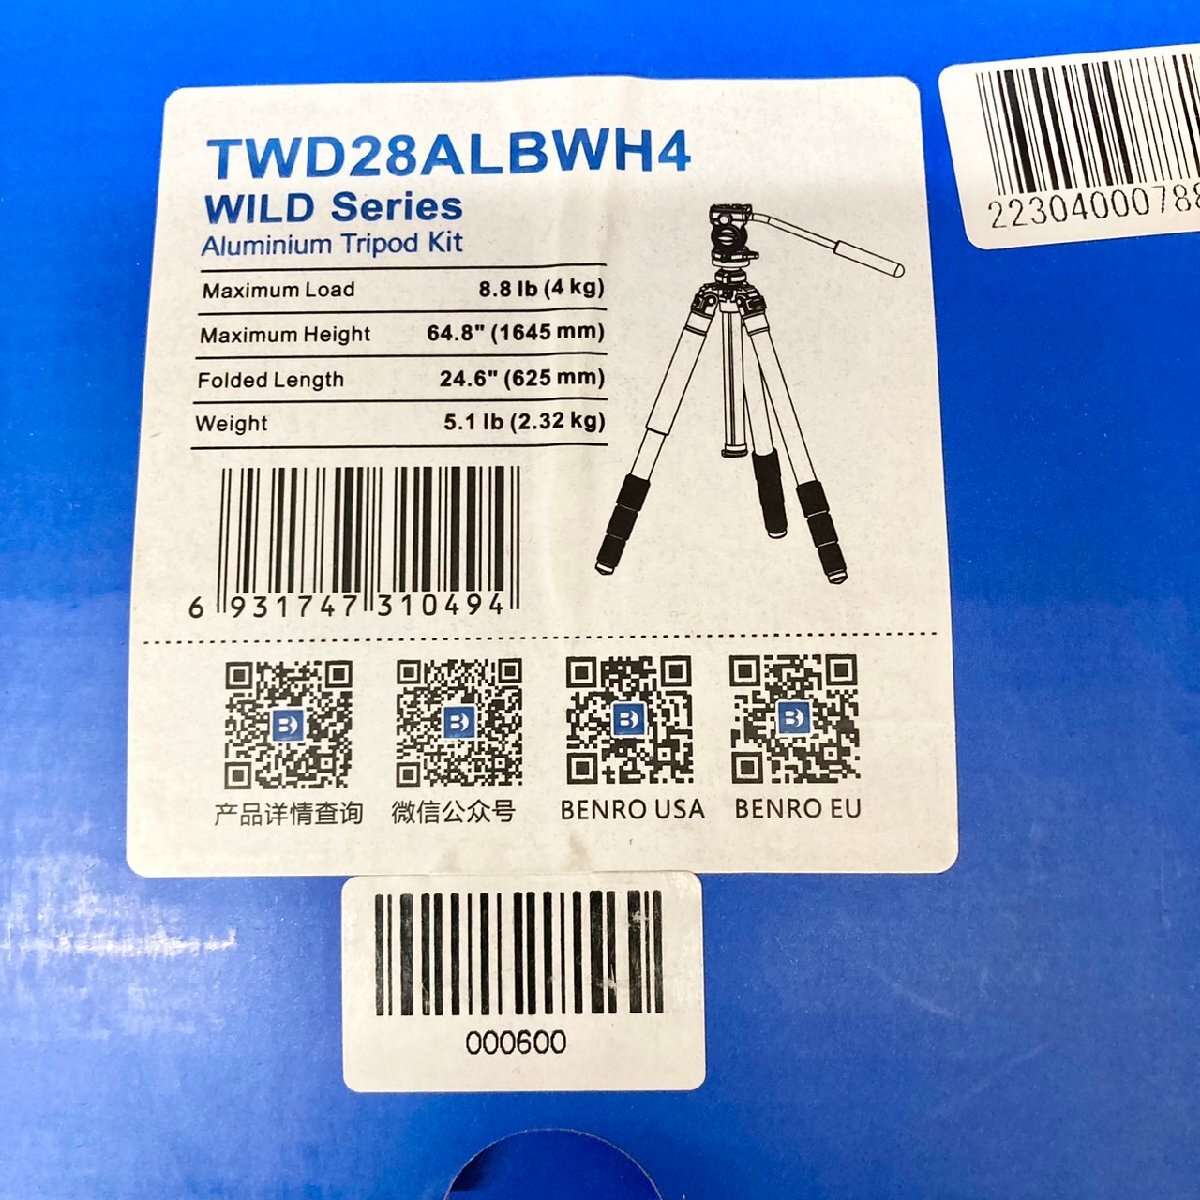 TWD28ALBWH4
WILD Series
Aluminium Tripod Kit
Maximum Load 8.8 lb (4 kg)
Maximum Height 64.8" (1645 mm)
Folded Length 24.6" (625 mm)
Weight 5.1 lb (2.32 kg)
6 931747 310494
产品详情查询 微信公众号 BENRO USA BENRO EU
000600
2230400078